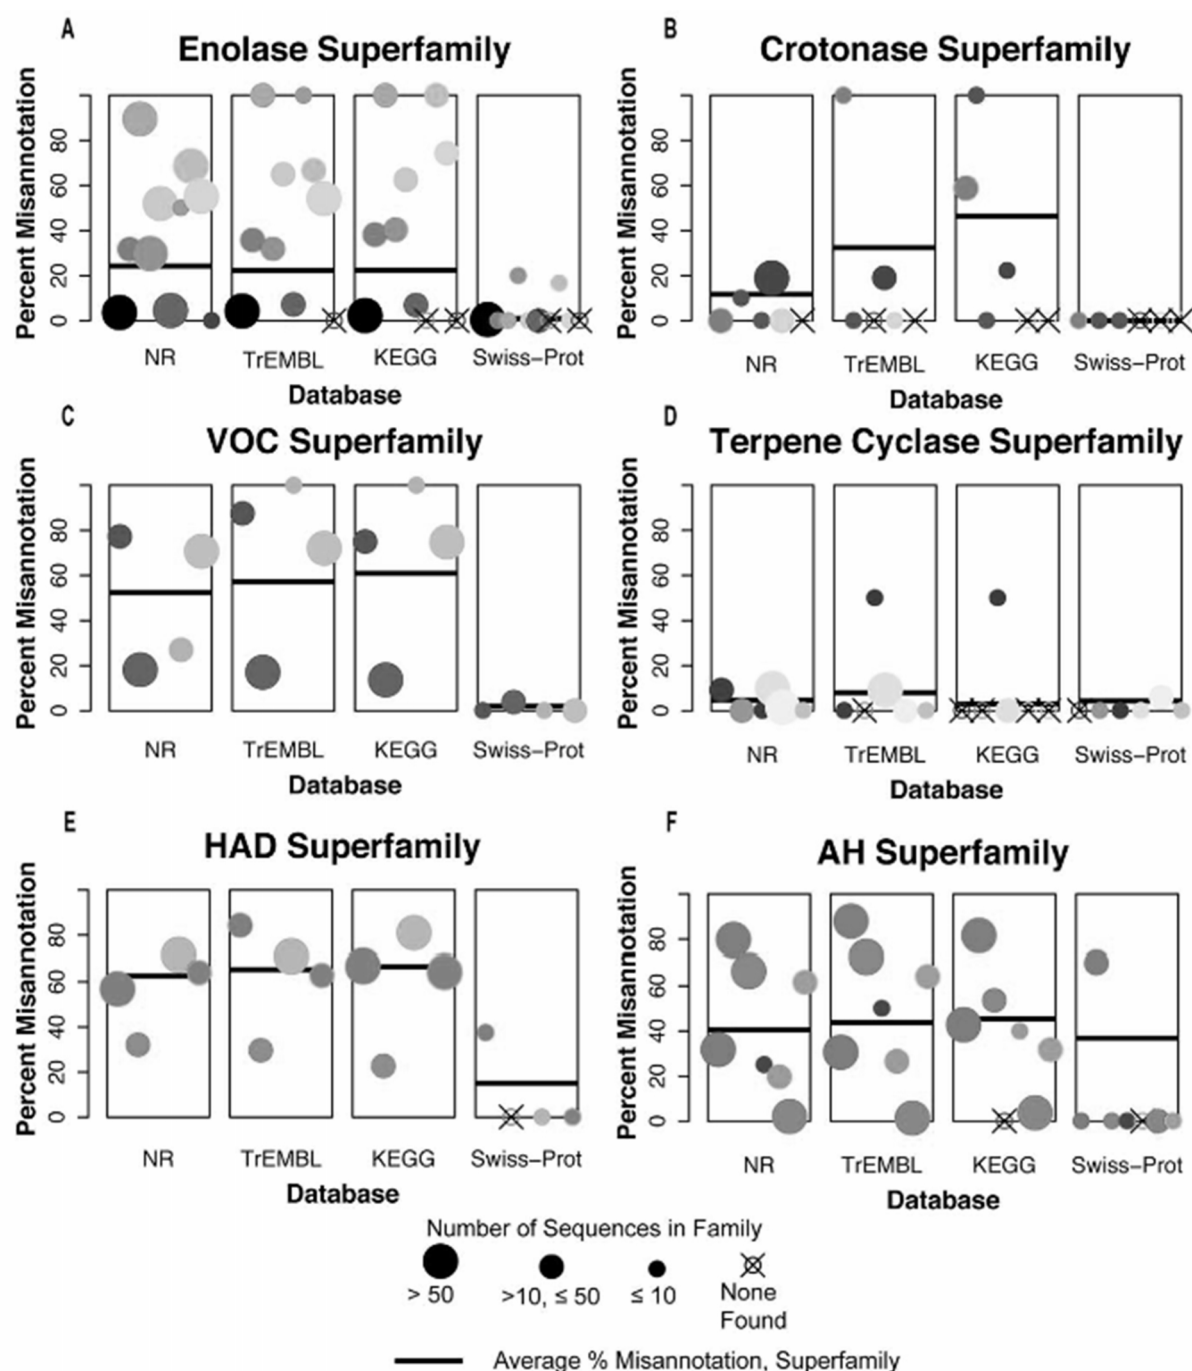 A
Enolase Superfamily
Percent Misannotation
0 20 40 60 80
NR TrEMBL KEGG Swiss–Prot
Database
B
Crotonase Superfamily
Percent Misannotation
0 20 40 60 80
NR TrEMBL KEGG Swiss–Prot
Database
C
VOC Superfamily
Percent Misannotation
0 20 40 60 80
NR TrEMBL KEGG Swiss–Prot
Database
D
Terpene Cyclase Superfamily
Percent Misannotation
0 20 40 60 80
NR TrEMBL KEGG Swiss–Prot
Database
E
HAD Superfamily
Percent Misannotation
0 20 40 60 80
NR TrEMBL KEGG Swiss–Prot
Database
F
AH Superfamily
Percent Misannotation
0 20 40 60 80
NR TrEMBL KEGG Swiss–Prot
Database
Number of Sequences in Family
> 50 >10, ≤ 50 ≤ 10 None
Found
Average % Misannotation, Superfamily